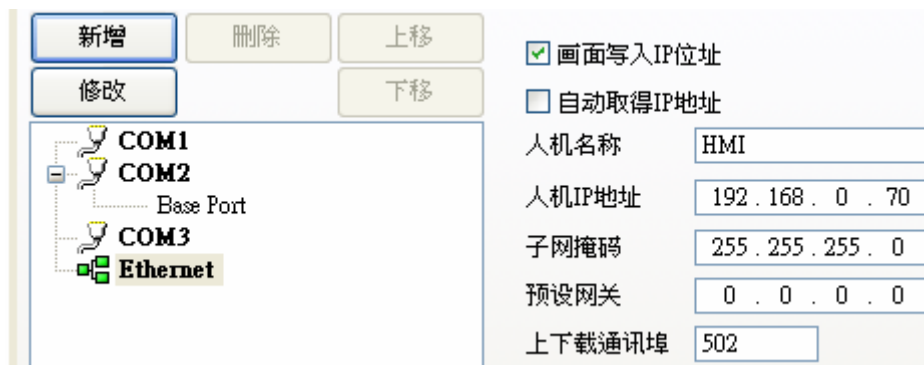 新增
删除
上移
修改
下移
COM1
COM2
Base Port
COM3
Ethernet
画面写入IP位址
自动取得IP地址
人机名称 HMI
人机IP地址 192 . 168 . 0 . 70
子网掩码 255 . 255 . 255 . 0
预设网关 0 . 0 . 0 . 0
上下载通讯埠 502